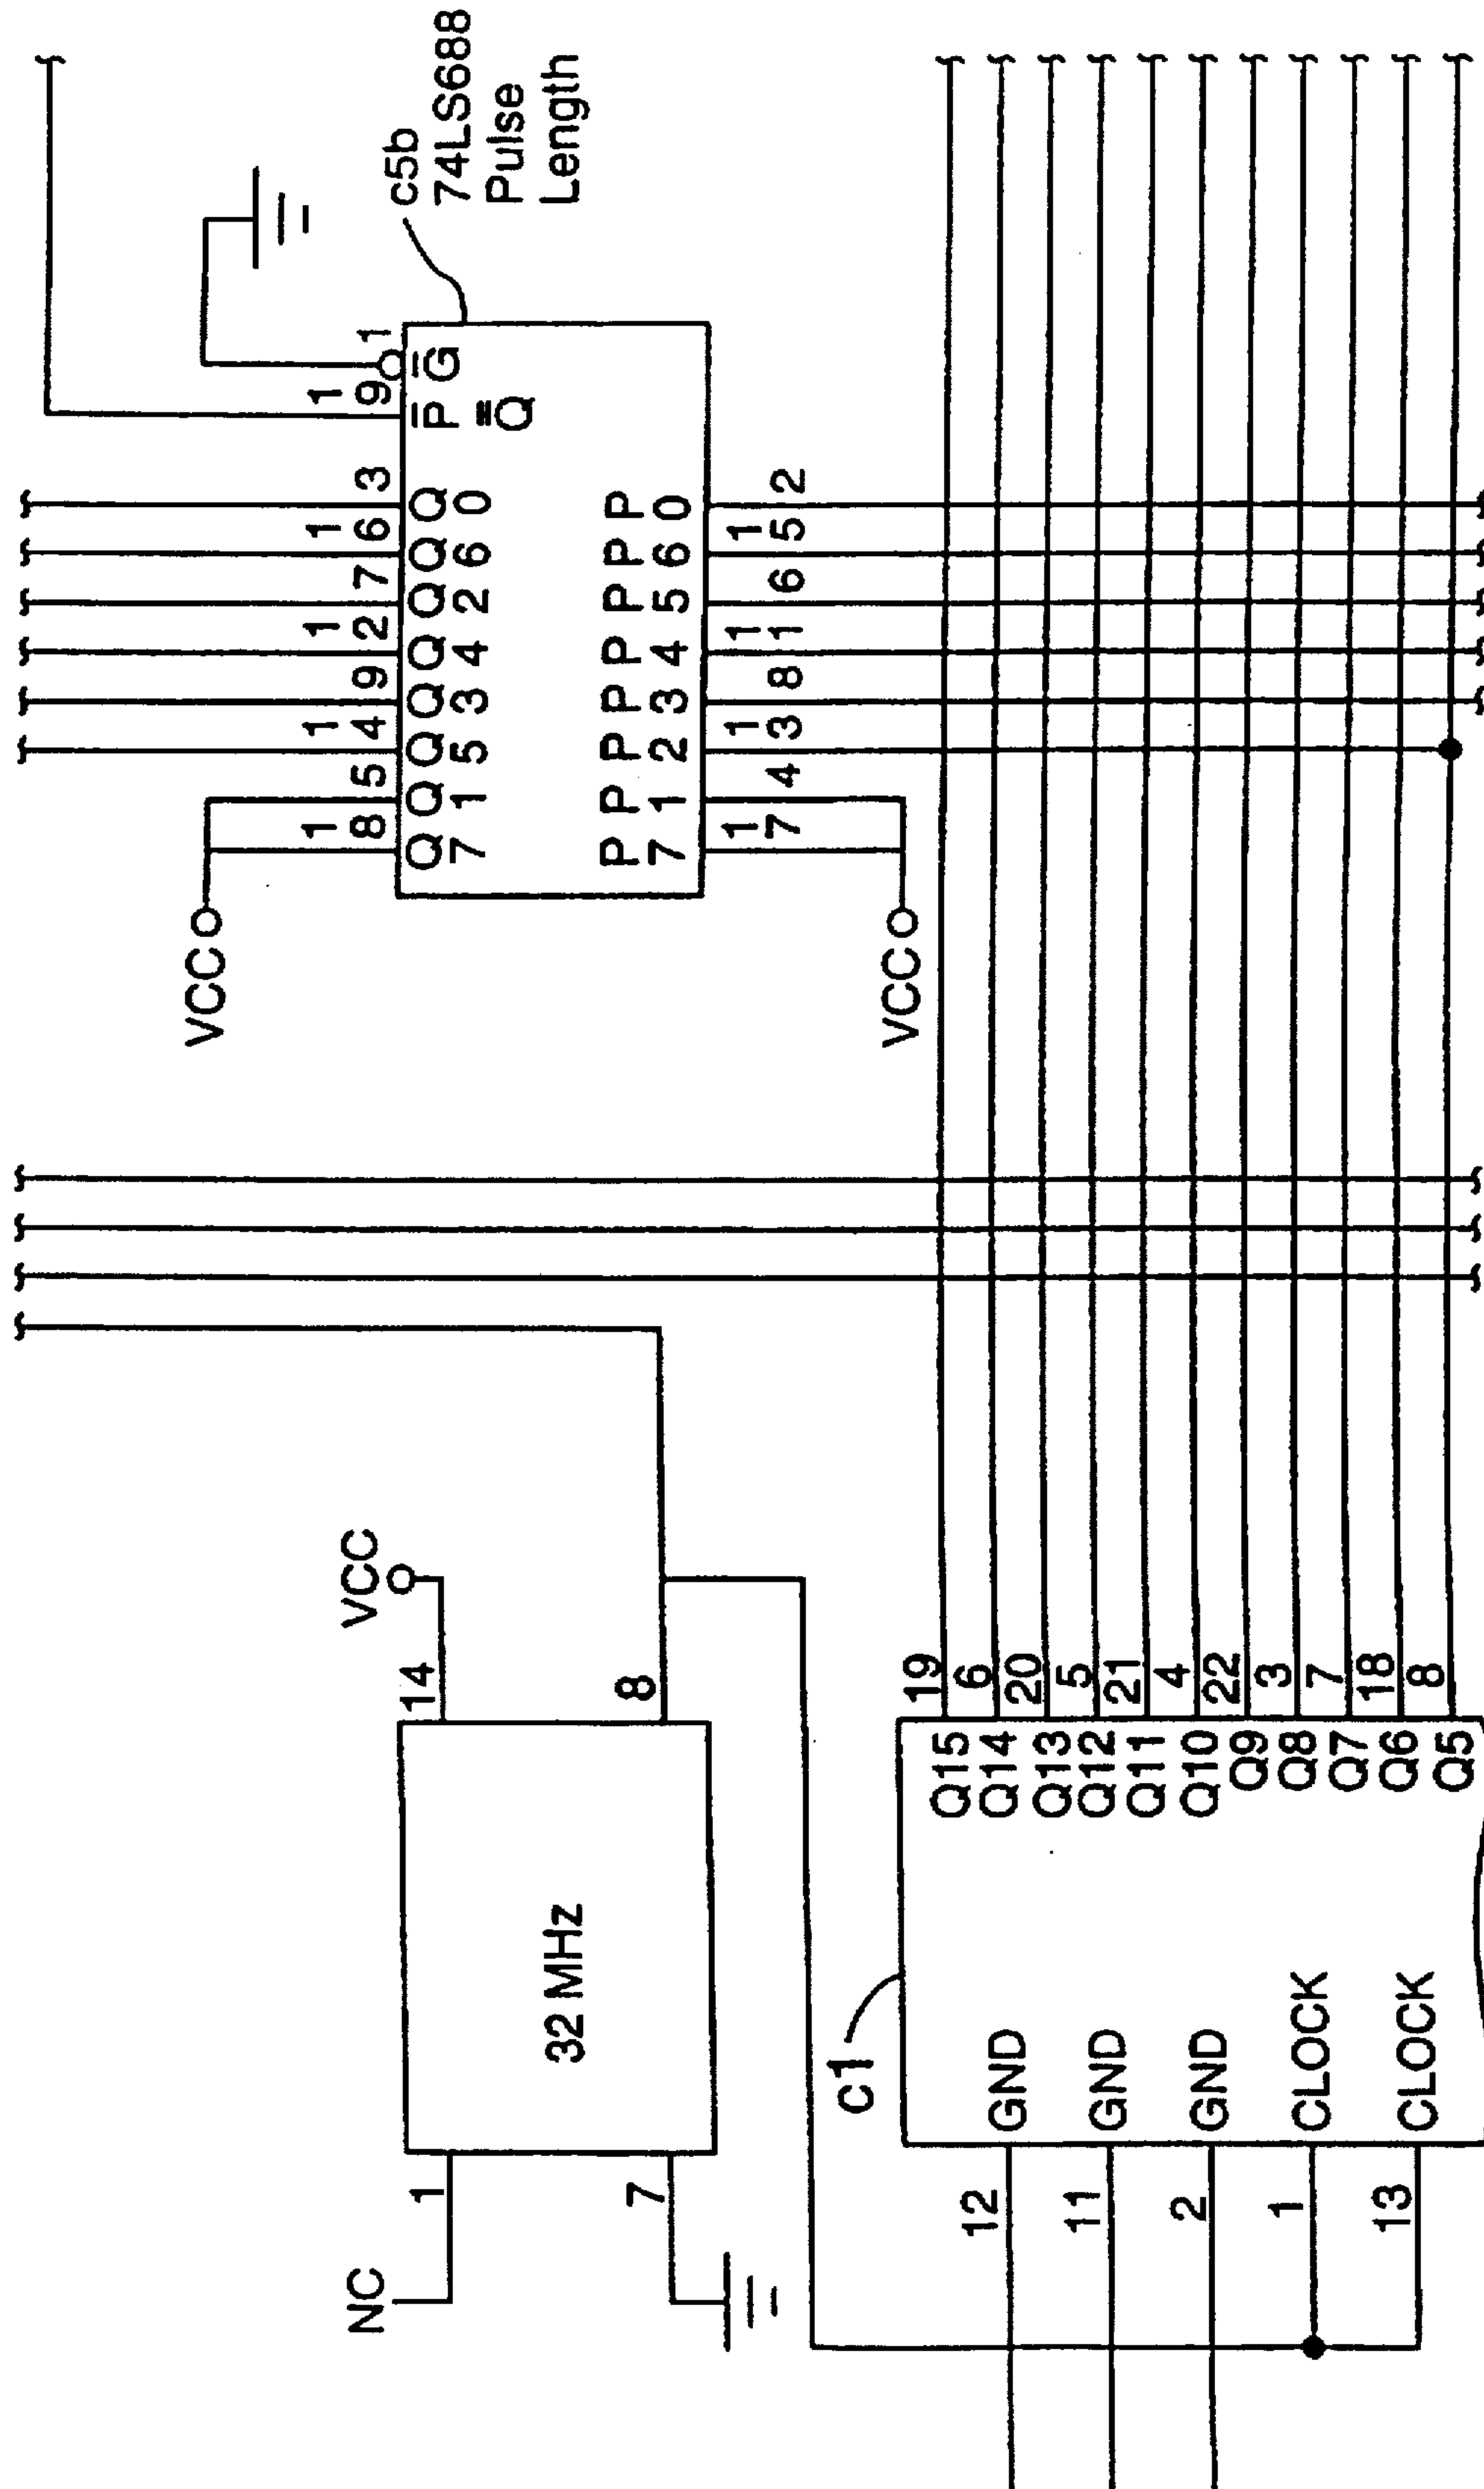 NC
1
VCC
14
32 MHz
7
8
VCC
1 1 1 1 1
8 5 4 9 2 7 6 3 9 1
Q Q Q Q Q Q Q Q P̅ G̅
7 1 5 3 4 2 6 0 =Q̅
c5b
74LS688
Pulse
Length
P P P P P P P P
7 1 2 3 4 5 6 0
1 1 1 1
7 4 3 8 1 6 5 2
VCC
c1
Q15 19
12 GND Q14 6
Q13 20
11 GND Q12 5
Q11 21
2 GND Q10 4
Q9 22
1 CLOCK Q8 3
Q7 7
13 CLOCK Q6 18
Q5 8